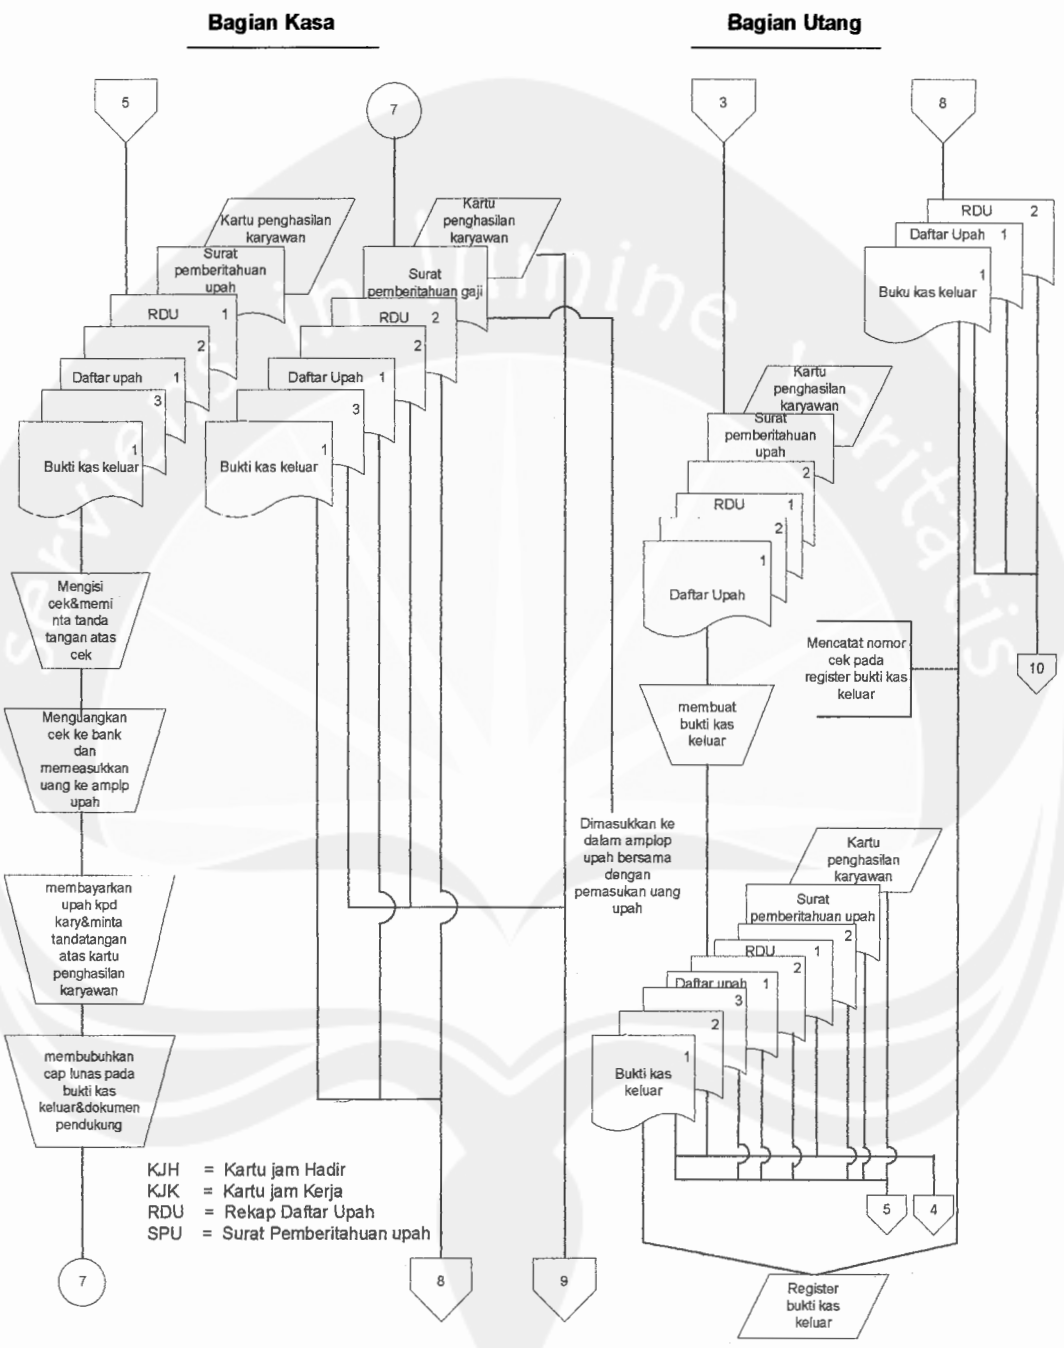 Bagian Kasa
Bagian Utang
5
7
3
8
Kartu penghasilan
karyawan
Surat
pemberitahuan
upah
RDU 1
2
Daftar upah 1
3
1
Bukti kas keluar
Kartu
penghasilan
karyawan
Surat
pemberitahuan gaji
RDU 2
2
Daftar Upah 1
3
1
Bukti kas keluar
RDU 2
Daftar Upah 1
1
Buku kas keluar
Kartu
penghasilan
karyawan
Surat
pemberitahuan
upah
2
RDU 1
2
1
Daftar Upah
Mengisi
cek&memi
nta tanda
tangan atas
cek
Menguangkan
cek ke bank
dan
memeasukkan
uang ke amplp
upah
membayarkan
upah kpd
kary&minta
tandatangan
atas kartu
penghasilan
karyawan
membubuhkan
cap lunas pada
bukti kas
keluar&dokumen
pendukung
7
Dimasukkan ke
dalam amplop
upah bersama
dengan
pemasukan uang
upah
Mencatat nomor
cek pada
register bukti kas
keluar
10
membuat
bukti kas
keluar
Kartu
penghasilan
karyawan
Surat
pemberitahuan upah
2
RDU 1
2
Daftar upah 1
3
2
1
Bukti kas
keluar
5
4
KJH = Kartu jam Hadir
KJK = Kartu jam Kerja
RDU = Rekap Daftar Upah
SPU = Surat Pemberitahuan upah
8
9
Register
bukti kas
keluar
serviens in lumine veritatis